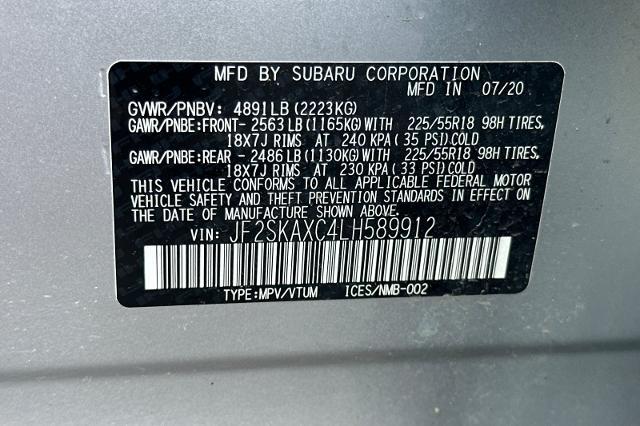 MFD BY SUBARU CORPORATION
MFD IN 07/20
GVWR/PNBV: 4891LB (2223KG)
GAWR/PNBE:FRONT- 2563LB (1165KG)WITH 225/55R18 98H TIRES,
18X7J RIMS AT 240 KPA ( 35 PSI) COLD
GAWR/PNBE:REAR - 2486LB (1130KG)WITH 225/55R18 98H TIRES,
18X7J RIMS AT 230 KPA ( 33 PSI) COLD
THIS VEHICLE CONFORMS TO ALL APPLICABLE FEDERAL MOTOR
VEHICLE SAFETY AND THEFT PREVENTION STANDARDS IN EFFECT ON
THE DATE OF MANUFACTURE SHOWN ABOVE.
VIN: JF2SKAXC4LH589912
TYPE:MPV/VTUM ICES/NMB-002